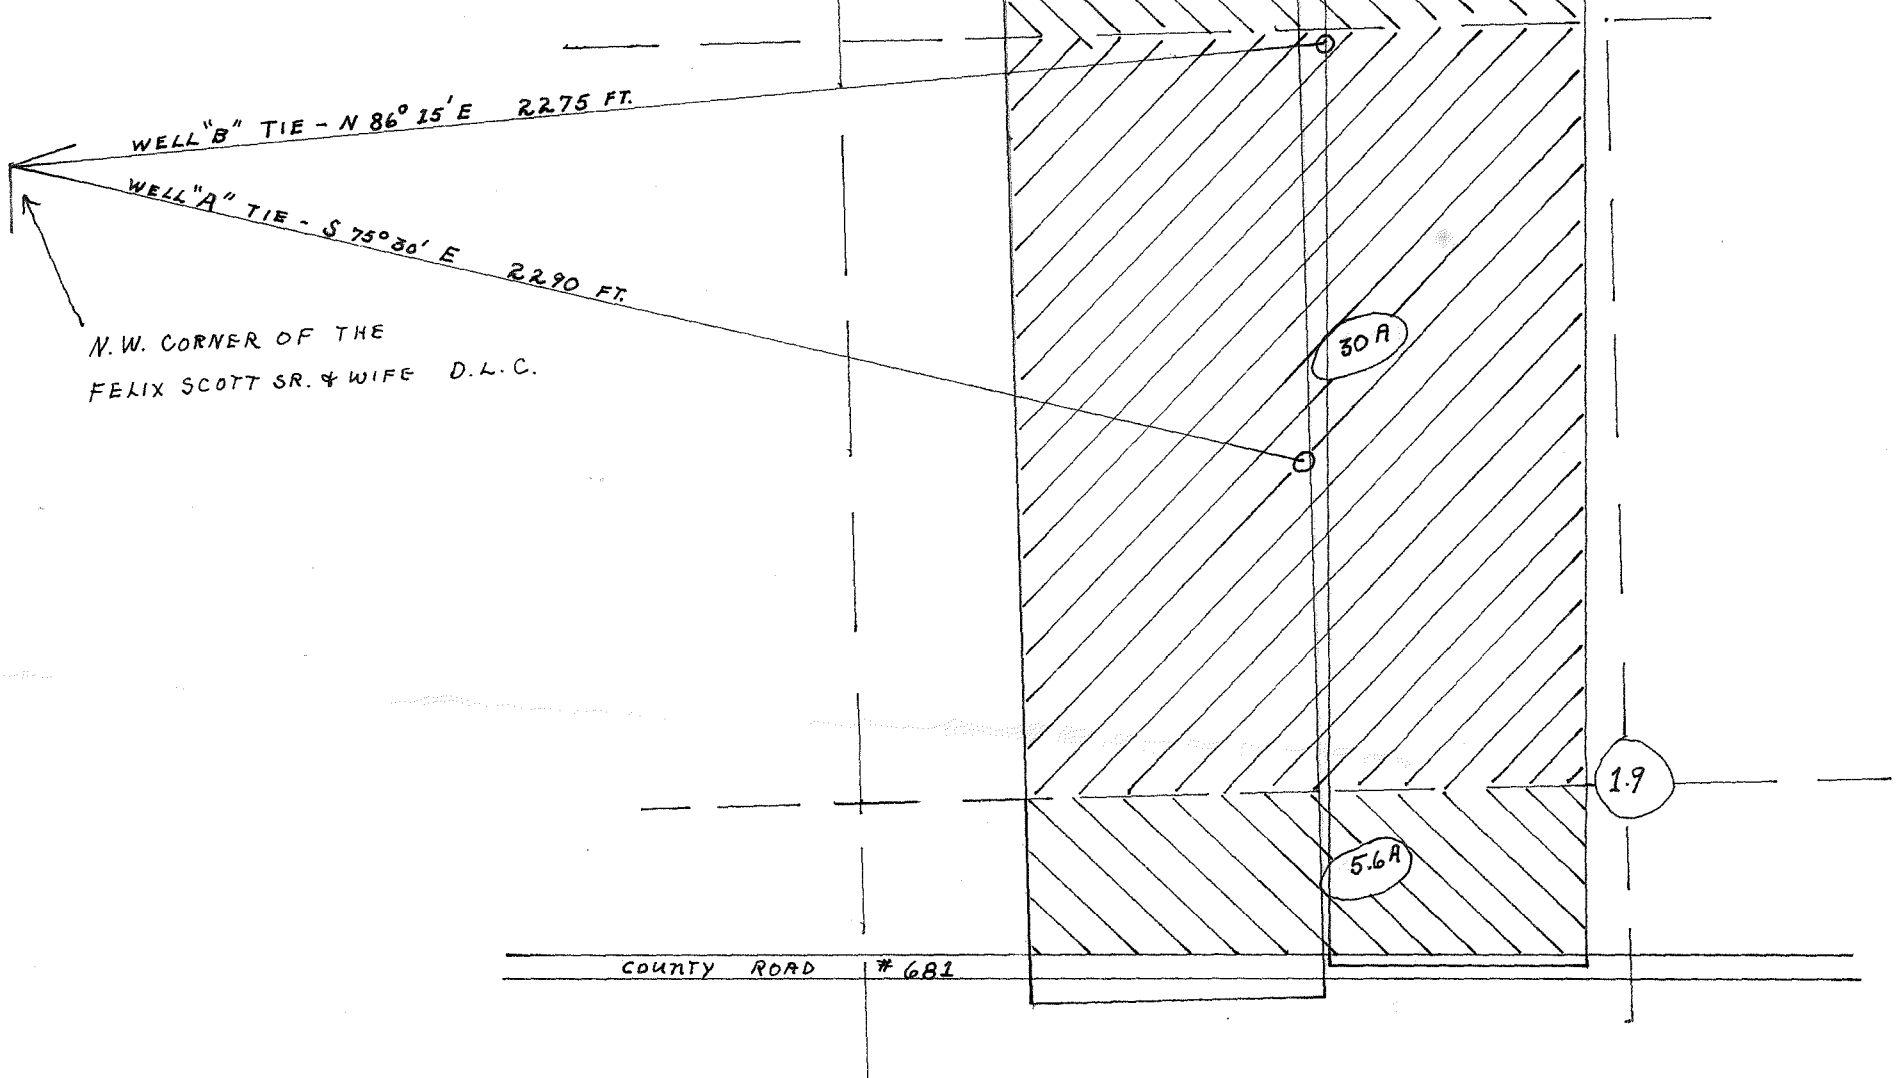 WELL "B" TIE - N 86° 15' E 2275 FT.
WELL "A" TIE - S 75° 30' E 2290 FT.
N.W. CORNER OF THE
FELIX SCOTT SR. & WIFE D.L.C.
30 A
1.9
5.6 A
COUNTY ROAD # 681